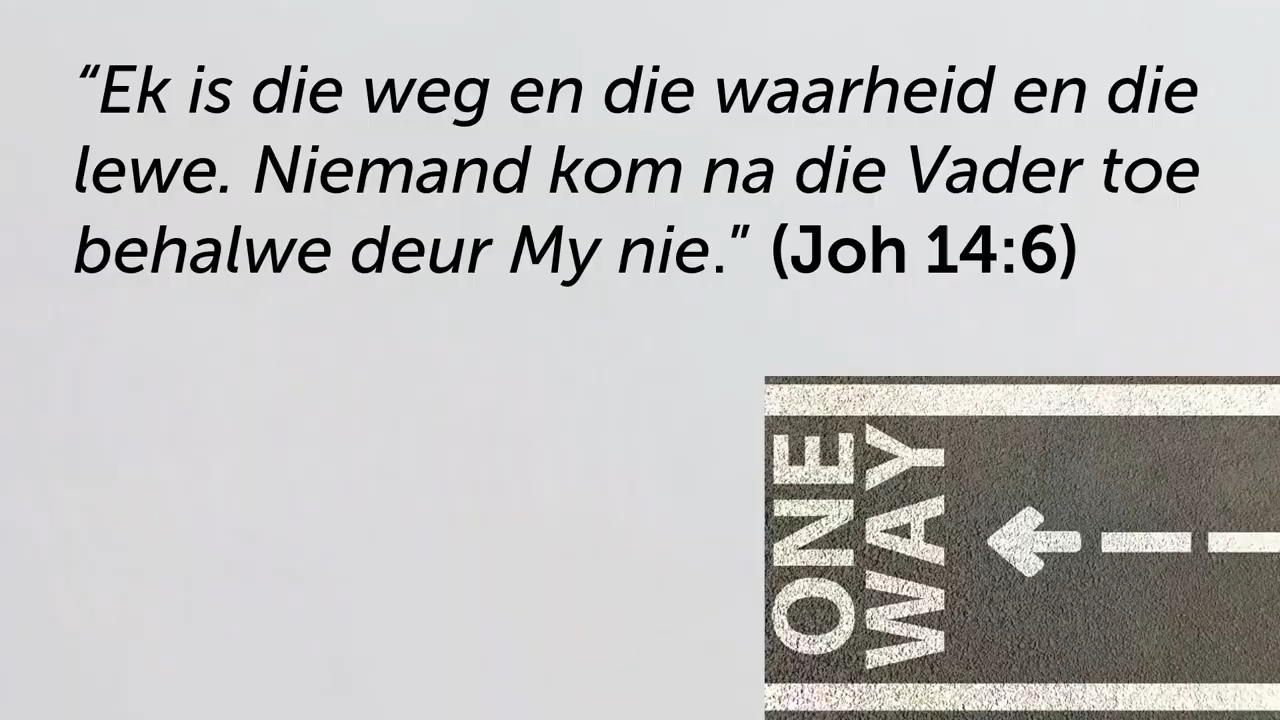 “Ek is die weg en die waarheid en die
lewe. Niemand kom na die Vader toe
behalwe deur My nie.” (Joh 14:6)
ONE
WAY